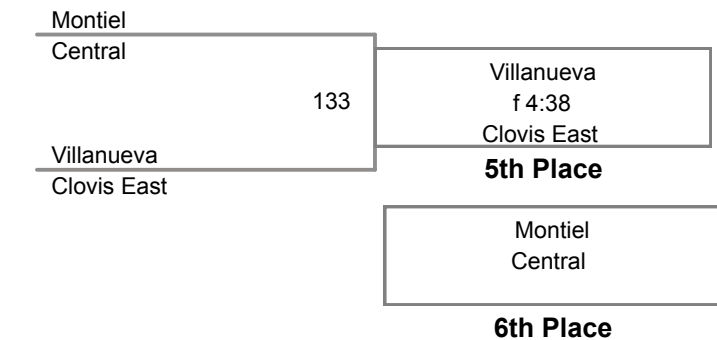 Montiel
Central
133
Villanueva
Clovis East
Villanueva
f 4:38
Clovis East
5th Place
Montiel
Central
6th Place